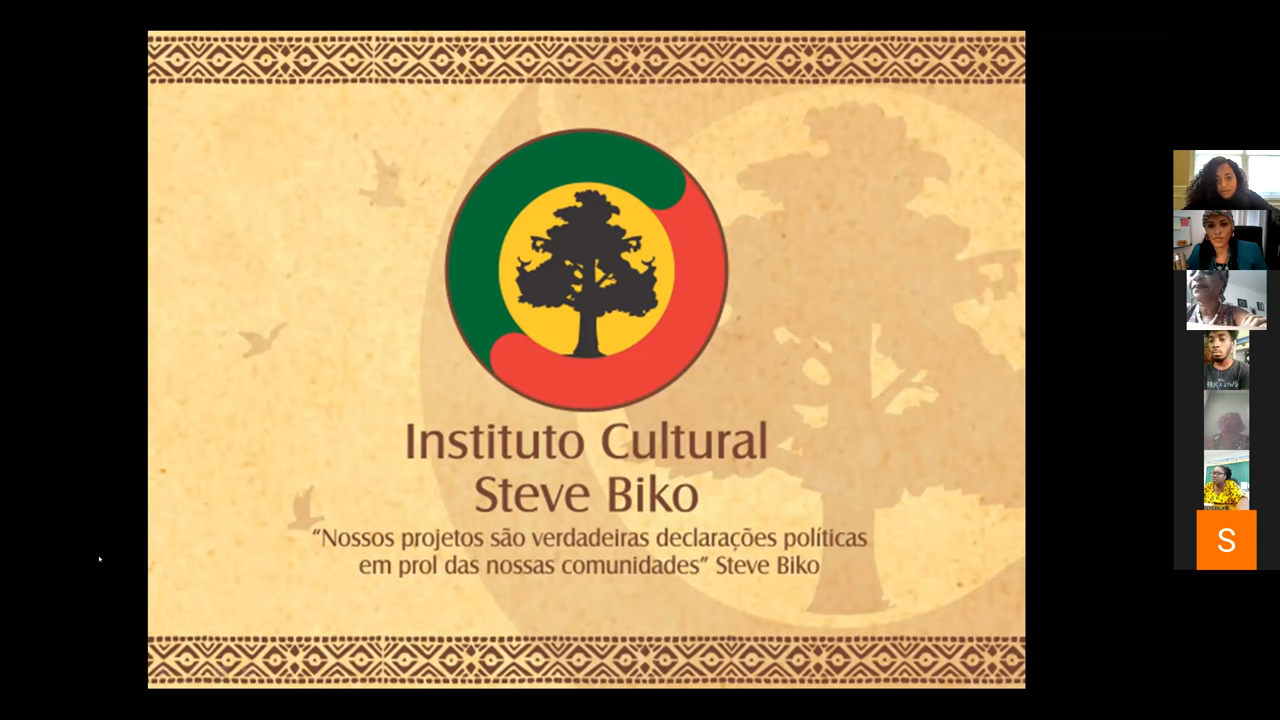 Instituto Cultural
Steve Biko
“Nossos projetos são verdadeiras declarações políticas
em prol das nossas comunidades” Steve Biko
S